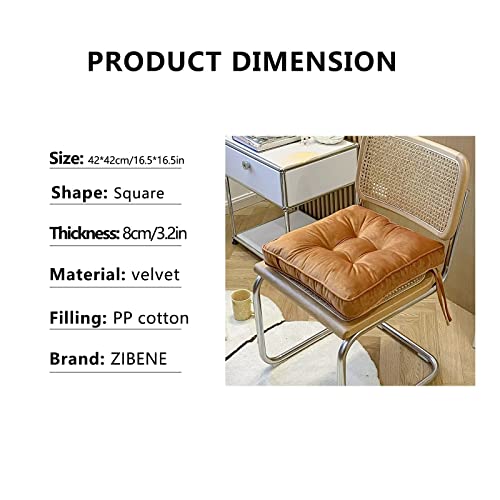 PRODUCT DIMENSION
Size: 42*42cm/16.5*16.5in
Shape: Square
Thickness: 8cm/3.2in
Material: velvet
Filling: PP cotton
Brand: ZIBENE